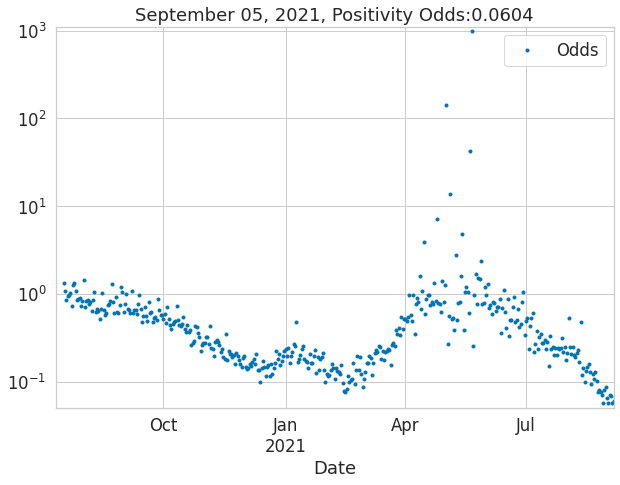 September 05, 2021, Positivity Odds:0.0604
10³
Odds
10²
10¹
10⁰
10⁻¹
Oct
Jan
2021
Apr
Jul
Date